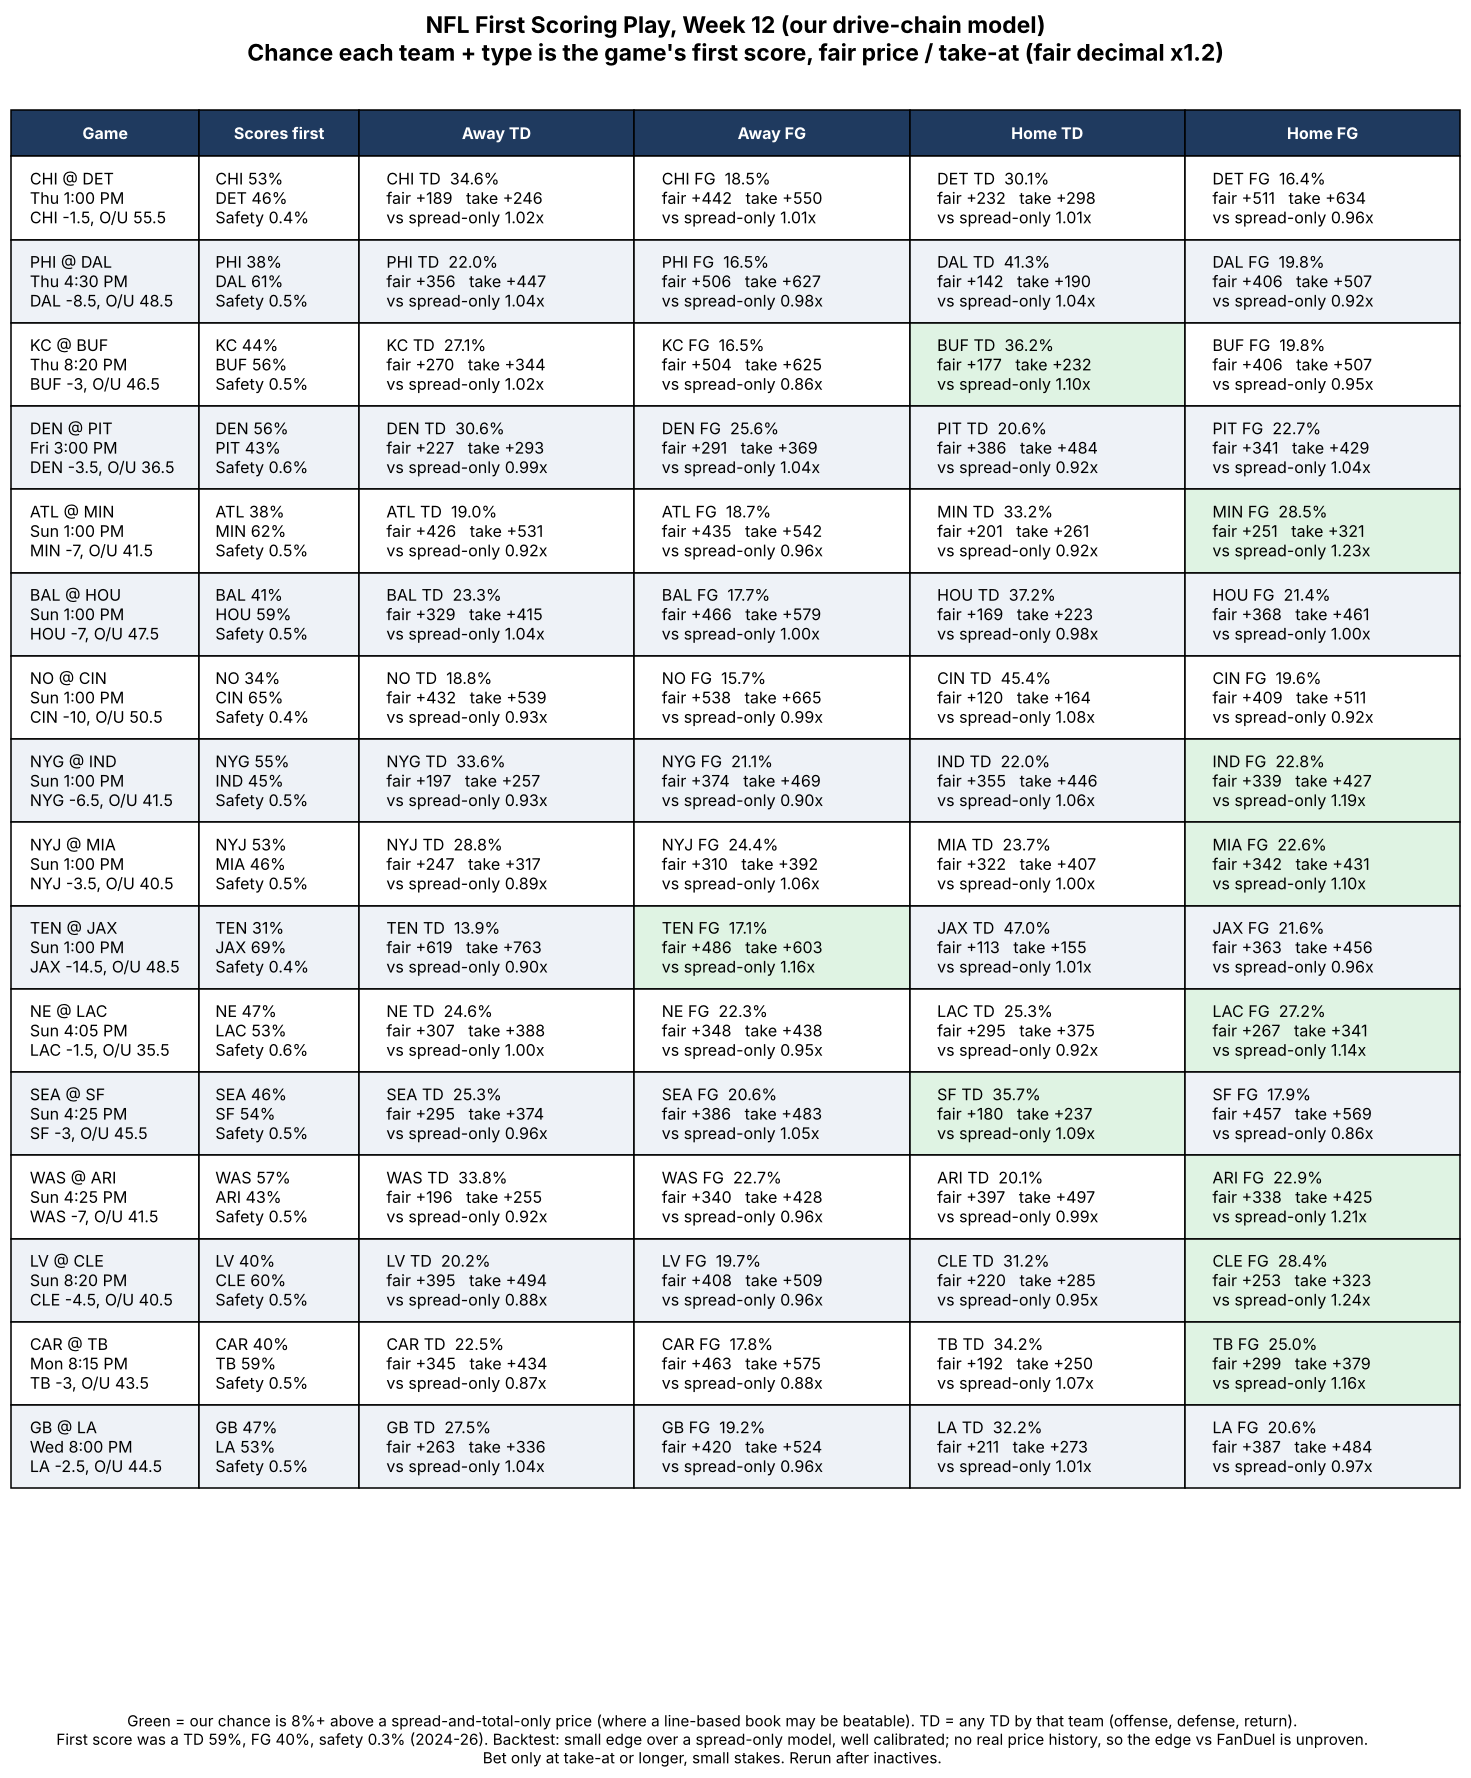 NFL First Scoring Play, Week 12 (our drive-chain model)
Chance each team + type is the game's first score, fair price / take-at (fair decimal x1.2)
Game Scores first Away TD Away FG Home TD Home FG
CHI @ DET CHI 53% CHI TD 34.6% CHI FG 18.5% DET TD 30.1% DET FG 16.4%
Thu 1:00 PM DET 46% fair +189 take +246 fair +442 take +550 fair +232 take +298 fair +511 take +634
CHI -1.5, O/U 55.5 Safety 0.4% vs spread-only 1.02x vs spread-only 1.01x vs spread-only 1.01x vs spread-only 0.96x
PHI @ DAL PHI 38% PHI TD 22.0% PHI FG 16.5% DAL TD 41.3% DAL FG 19.8%
Thu 4:30 PM DAL 61% fair +356 take +447 fair +506 take +627 fair +142 take +190 fair +406 take +507
DAL -8.5, O/U 48.5 Safety 0.5% vs spread-only 1.04x vs spread-only 0.98x vs spread-only 1.04x vs spread-only 0.92x
KC @ BUF KC 44% KC TD 27.1% KC FG 16.5% BUF TD 36.2% BUF FG 19.8%
Thu 8:20 PM BUF 56% fair +270 take +344 fair +504 take +625 fair +177 take +232 fair +406 take +507
BUF -3, O/U 46.5 Safety 0.5% vs spread-only 1.02x vs spread-only 0.86x vs spread-only 1.10x vs spread-only 0.95x
DEN @ PIT DEN 56% DEN TD 30.6% DEN FG 25.6% PIT TD 20.6% PIT FG 22.7%
Fri 3:00 PM PIT 43% fair +227 take +293 fair +291 take +369 fair +386 take +484 fair +341 take +429
DEN -3.5, O/U 36.5 Safety 0.6% vs spread-only 0.99x vs spread-only 1.04x vs spread-only 0.92x vs spread-only 1.04x
ATL @ MIN ATL 38% ATL TD 19.0% ATL FG 18.7% MIN TD 33.2% MIN FG 28.5%
Sun 1:00 PM MIN 62% fair +426 take +531 fair +435 take +542 fair +201 take +261 fair +251 take +321
MIN -7, O/U 41.5 Safety 0.5% vs spread-only 0.92x vs spread-only 0.96x vs spread-only 0.92x vs spread-only 1.23x
BAL @ HOU BAL 41% BAL TD 23.3% BAL FG 17.7% HOU TD 37.2% HOU FG 21.4%
Sun 1:00 PM HOU 59% fair +329 take +415 fair +466 take +579 fair +169 take +223 fair +368 take +461
HOU -7, O/U 47.5 Safety 0.5% vs spread-only 1.04x vs spread-only 1.00x vs spread-only 0.98x vs spread-only 1.00x
NO @ CIN NO 34% NO TD 18.8% NO FG 15.7% CIN TD 45.4% CIN FG 19.6%
Sun 1:00 PM CIN 65% fair +432 take +539 fair +538 take +665 fair +120 take +164 fair +409 take +511
CIN -10, O/U 50.5 Safety 0.4% vs spread-only 0.93x vs spread-only 0.99x vs spread-only 1.08x vs spread-only 0.92x
NYG @ IND NYG 55% NYG TD 33.6% NYG FG 21.1% IND TD 22.0% IND FG 22.8%
Sun 1:00 PM IND 45% fair +197 take +257 fair +374 take +469 fair +355 take +446 fair +339 take +427
NYG -6.5, O/U 41.5 Safety 0.5% vs spread-only 0.93x vs spread-only 0.90x vs spread-only 1.06x vs spread-only 1.19x
NYJ @ MIA NYJ 53% NYJ TD 28.8% NYJ FG 24.4% MIA TD 23.7% MIA FG 22.6%
Sun 1:00 PM MIA 46% fair +247 take +317 fair +310 take +392 fair +322 take +407 fair +342 take +431
NYJ -3.5, O/U 40.5 Safety 0.5% vs spread-only 0.89x vs spread-only 1.06x vs spread-only 1.00x vs spread-only 1.10x
TEN @ JAX TEN 31% TEN TD 13.9% TEN FG 17.1% JAX TD 47.0% JAX FG 21.6%
Sun 1:00 PM JAX 69% fair +619 take +763 fair +486 take +603 fair +113 take +155 fair +363 take +456
JAX -14.5, O/U 48.5 Safety 0.4% vs spread-only 0.90x vs spread-only 1.16x vs spread-only 1.01x vs spread-only 0.96x
NE @ LAC NE 47% NE TD 24.6% NE FG 22.3% LAC TD 25.3% LAC FG 27.2%
Sun 4:05 PM LAC 53% fair +307 take +388 fair +348 take +438 fair +295 take +375 fair +267 take +341
LAC -1.5, O/U 35.5 Safety 0.6% vs spread-only 1.00x vs spread-only 0.95x vs spread-only 0.92x vs spread-only 1.14x
SEA @ SF SEA 46% SEA TD 25.3% SEA FG 20.6% SF TD 35.7% SF FG 17.9%
Sun 4:25 PM SF 54% fair +295 take +374 fair +386 take +483 fair +180 take +237 fair +457 take +569
SF -3, O/U 45.5 Safety 0.5% vs spread-only 0.96x vs spread-only 1.05x vs spread-only 1.09x vs spread-only 0.86x
WAS @ ARI WAS 57% WAS TD 33.8% WAS FG 22.7% ARI TD 20.1% ARI FG 22.9%
Sun 4:25 PM ARI 43% fair +196 take +255 fair +340 take +428 fair +397 take +497 fair +338 take +425
WAS -7, O/U 41.5 Safety 0.5% vs spread-only 0.92x vs spread-only 0.96x vs spread-only 0.99x vs spread-only 1.21x
LV @ CLE LV 40% LV TD 20.2% LV FG 19.7% CLE TD 31.2% CLE FG 28.4%
Sun 8:20 PM CLE 60% fair +395 take +494 fair +408 take +509 fair +220 take +285 fair +253 take +323
CLE -4.5, O/U 40.5 Safety 0.5% vs spread-only 0.88x vs spread-only 0.96x vs spread-only 0.95x vs spread-only 1.24x
CAR @ TB CAR 40% CAR TD 22.5% CAR FG 17.8% TB TD 34.2% TB FG 25.0%
Mon 8:15 PM TB 59% fair +345 take +434 fair +463 take +575 fair +192 take +250 fair +299 take +379
TB -3, O/U 43.5 Safety 0.5% vs spread-only 0.87x vs spread-only 0.88x vs spread-only 1.07x vs spread-only 1.16x
GB @ LA GB 47% GB TD 27.5% GB FG 19.2% LA TD 32.2% LA FG 20.6%
Wed 8:00 PM LA 53% fair +263 take +336 fair +420 take +524 fair +211 take +273 fair +387 take +484
LA -2.5, O/U 44.5 Safety 0.5% vs spread-only 1.04x vs spread-only 0.96x vs spread-only 1.01x vs spread-only 0.97x
Green = our chance is 8%+ above a spread-and-total-only price (where a line-based book may be beatable). TD = any TD by that team (offense, defense, return).
First score was a TD 59%, FG 40%, safety 0.3% (2024-26). Backtest: small edge over a spread-only model, well calibrated; no real price history, so the edge vs FanDuel is unproven.
Bet only at take-at or longer, small stakes. Rerun after inactives.